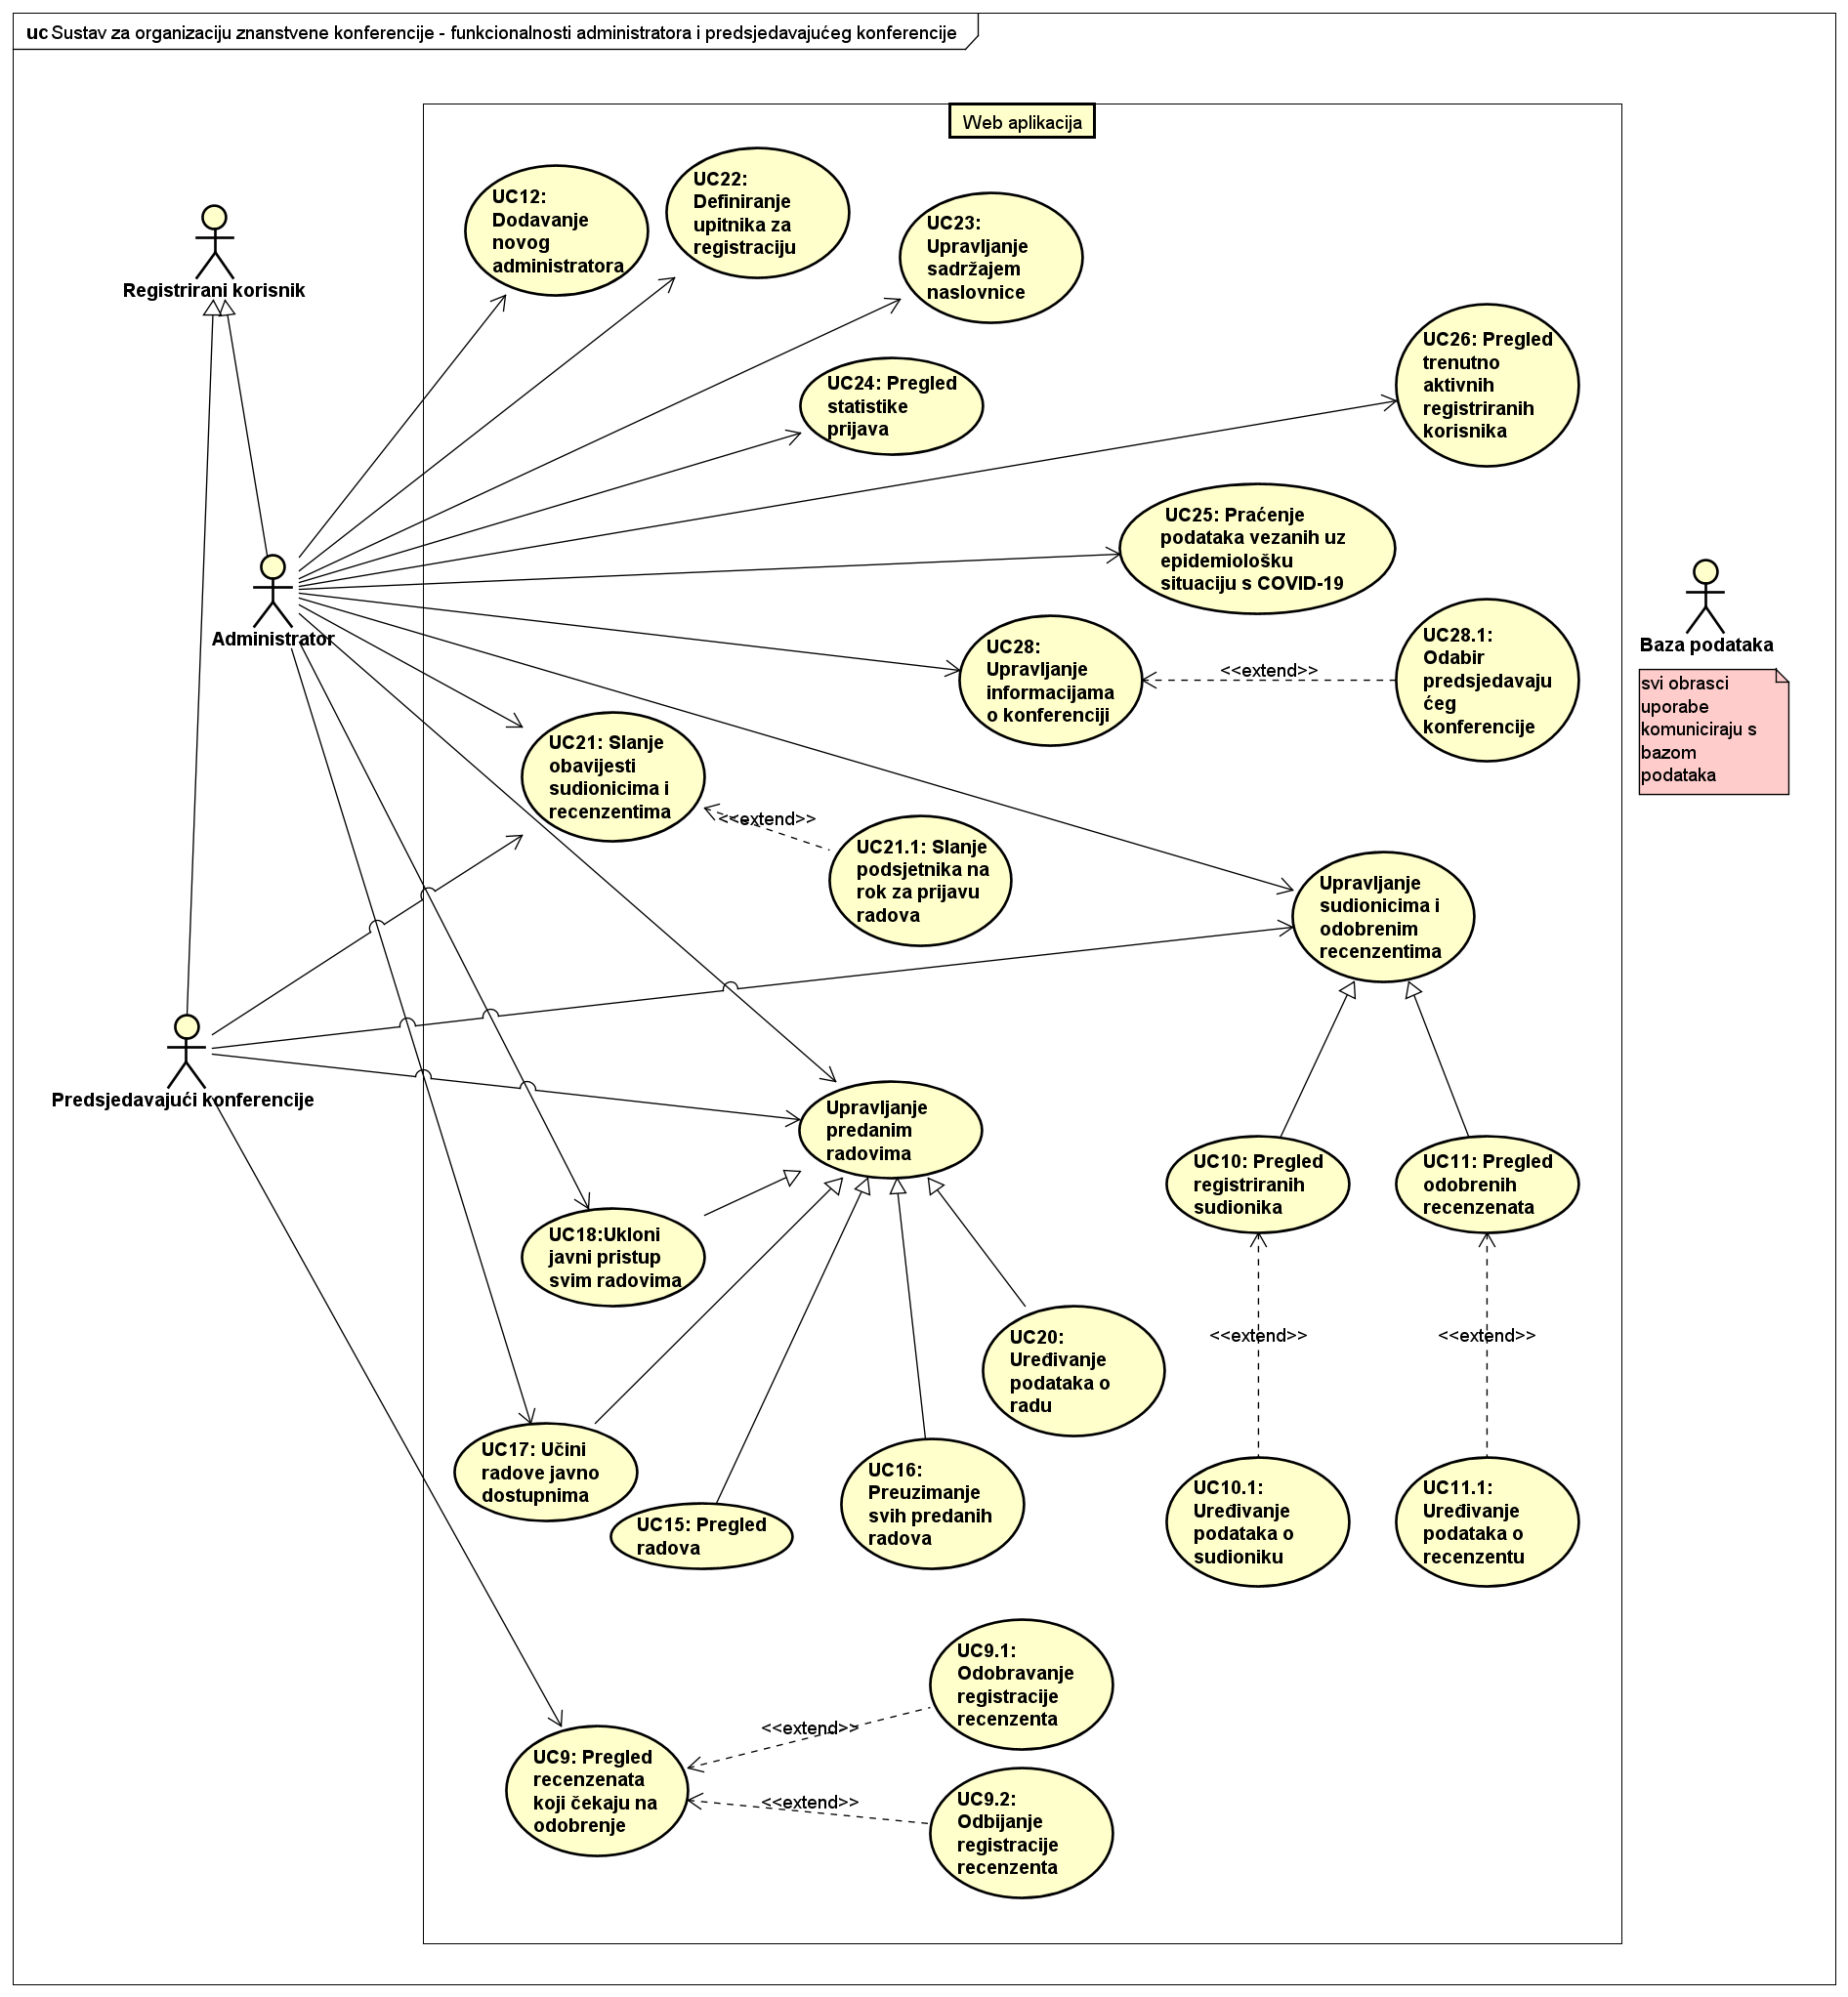 uc Sustav za organizaciju znanstvene konferencije - funkcionalnosti administratora i predsjedavajućeg konferencije
Web aplikacija
UC12:
Dodavanje
novog
administratora
UC22:
Definiranje
upitnika za
registraciju
UC23:
Upravljanje
sadržajem
naslovnice
Registrirani korisnik
UC24: Pregled
statistike
prijava
UC26: Pregled
trenutno
aktivnih
registriranih
korisnika
UC25: Praćenje
podataka vezanih uz
epidemiološku
situaciju s COVID-19
Administrator
UC28:
Upravljanje
informacijama
o konferenciji
<<extend>>
UC28.1:
Odabir
predsjedavaju
ćeg
konferencije
Baza podataka
svi obrasci
uporabe
komuniciraju s
bazom
podataka
UC21: Slanje
obavijesti
sudionicima i
recenzentima
<<extend>>
UC21.1: Slanje
podsjetnika na
rok za prijavu
radova
Upravljanje
sudionicima i
odobrenim
recenzentima
Predsjedavajući konferencije
Upravljanje
predanim
radovima
UC10: Pregled
registriranih
sudionika
UC11: Pregled
odobrenih
recenzenata
UC18:Ukloni
javni pristup
svim radovima
UC20:
Uređivanje
podataka o
radu
<<extend>>
<<extend>>
UC17: Učini
radove javno
dostupnima
UC15: Pregled
radova
UC16:
Preuzimanje
svih predanih
radova
UC10.1:
Uređivanje
podataka o
sudioniku
UC11.1:
Uređivanje
podataka o
recenzentu
UC9.1:
Odobravanje
registracije
recenzenta
<<extend>>
UC9: Pregled
recenzenata
koji čekaju na
odobrenje
<<extend>>
UC9.2:
Odbijanje
registracije
recenzenta